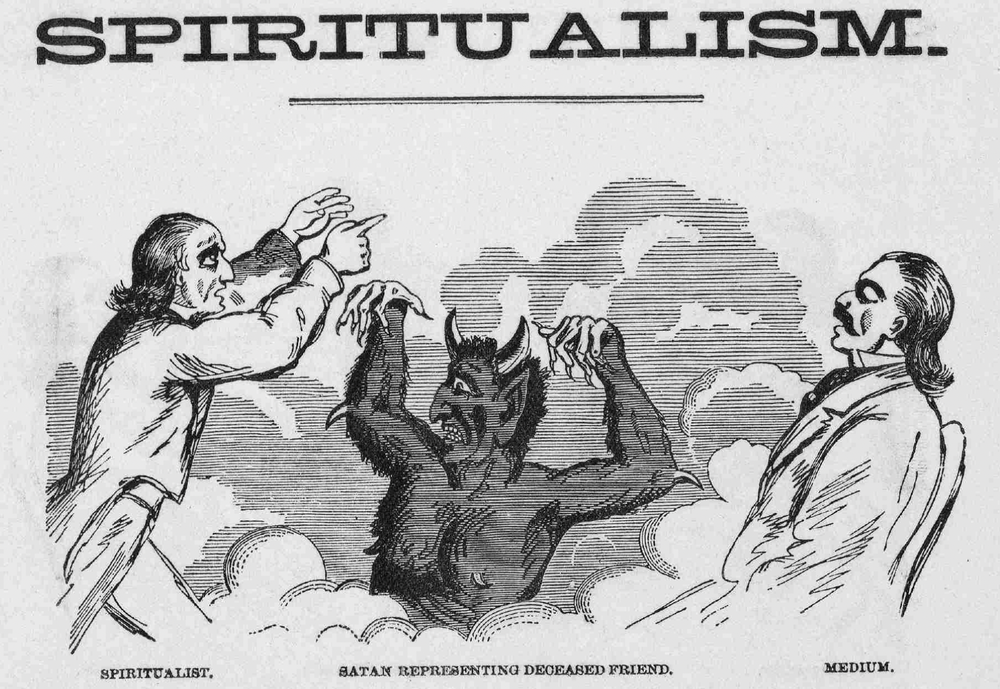 SPIRITUALISM.
SPIRITUALIST.
SATAN REPRESENTING DECEASED FRIEND.
MEDIUM.